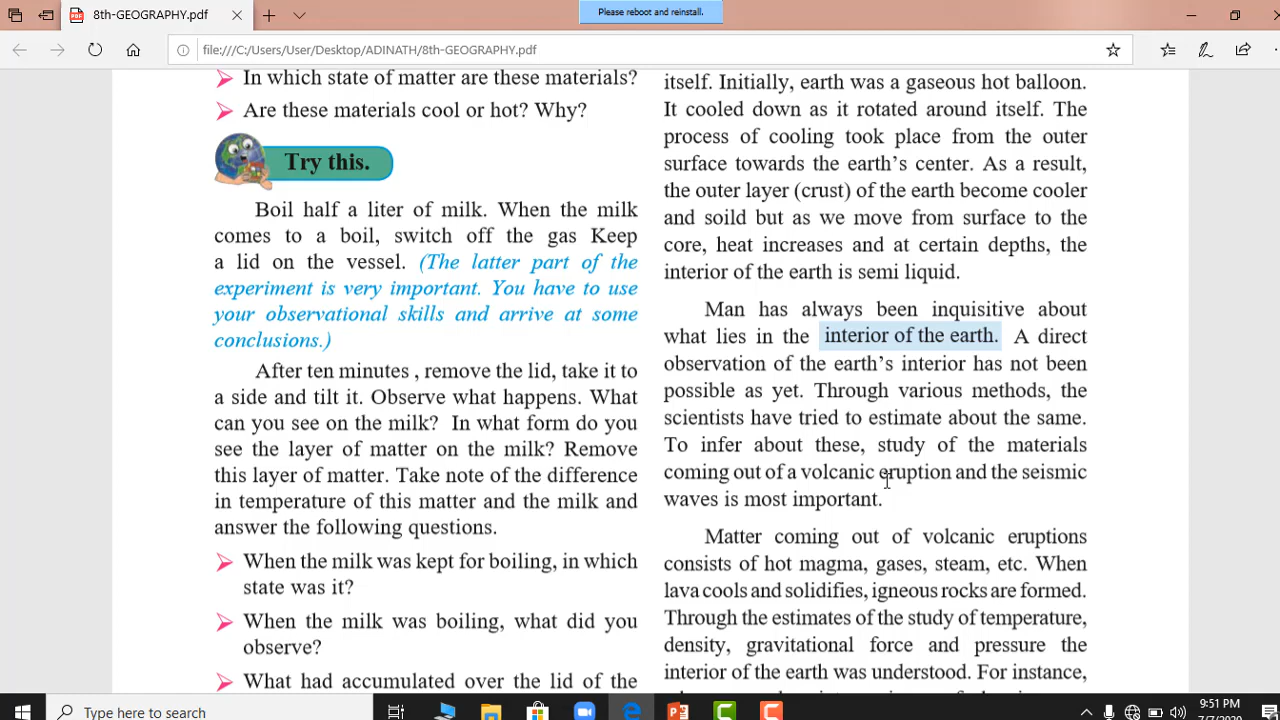 8th-GEOGRAPHY.pdf
Please reboot and reinstall.
file:///C:/Users/User/Desktop/ADINATH/8th-GEOGRAPHY.pdf
In which state of matter are these materials?
Are these materials cool or hot? Why?
Try this.
Boil half a liter of milk. When the milk
comes to a boil, switch off the gas Keep
a lid on the vessel. (The latter part of the
experiment is very important. You have to use
your observational skills and arrive at some
conclusions.)
After ten minutes , remove the lid, take it to
a side and tilt it. Observe what happens. What
can you see on the milk? In what form do you
see the layer of matter on the milk? Remove
this layer of matter. Take note of the difference
in temperature of this matter and the milk and
answer the following questions.
When the milk was kept for boiling, in which
state was it?
When the milk was boiling, what did you
observe?
What had accumulated over the lid of the
itself. Initially, earth was a gaseous hot balloon.
It cooled down as it rotated around itself. The
process of cooling took place from the outer
surface towards the earth's center. As a result,
the outer layer (crust) of the earth become cooler
and soild but as we move from surface to the
core, heat increases and at certain depths, the
interior of the earth is semi liquid.
Man has always been inquisitive about
what lies in the interior of the earth. A direct
observation of the earth's interior has not been
possible as yet. Through various methods, the
scientists have tried to estimate about the same.
To infer about these, study of the materials
coming out of a volcanic eruption and the seismic
waves is most important.
Matter coming out of volcanic eruptions
consists of hot magma, gases, steam, etc. When
lava cools and solidifies, igneous rocks are formed.
Through the estimates of the study of temperature,
density, gravitational force and pressure the
interior of the earth was understood. For instance,
Type here to search
9:51 PM
7/7/2020